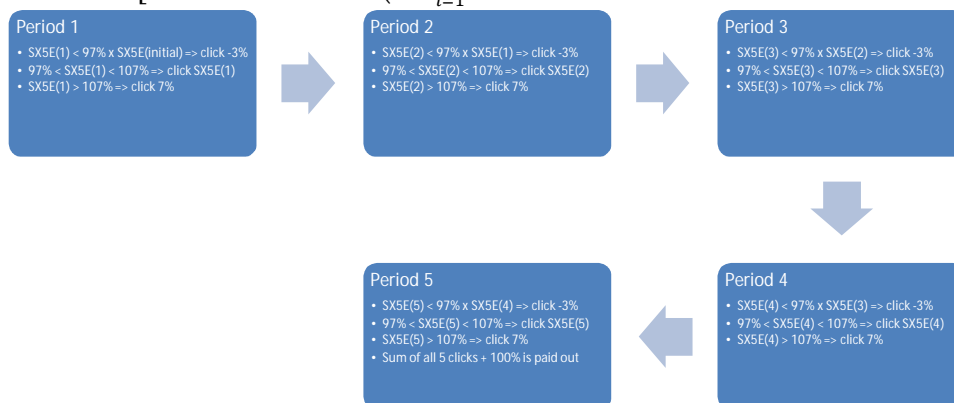 i=1
Period 1
• SX5E(1) < 97% x SX5E(initial) => click -3%
• 97% < SX5E(1) < 107% => click SX5E(1)
• SX5E(1) > 107% => click 7%
Period 2
• SX5E(2) < 97% x SX5E(1) => click -3%
• 97% < SX5E(2) < 107% => click SX5E(2)
• SX5E(2) > 107% => click 7%
Period 3
• SX5E(3) < 97% x SX5E(2) => click -3%
• 97% < SX5E(3) < 107% => click SX5E(3)
• SX5E(3) > 107% => click 7%
Period 4
• SX5E(4) < 97% x SX5E(3) => click -3%
• 97% < SX5E(4) < 107% => click SX5E(4)
• SX5E(4) > 107% => click 7%
Period 5
• SX5E(5) < 97% x SX5E(4) => click -3%
• 97% < SX5E(5) < 107% => click SX5E(5)
• SX5E(5) > 107% => click 7%
• Sum of all 5 clicks + 100% is paid out